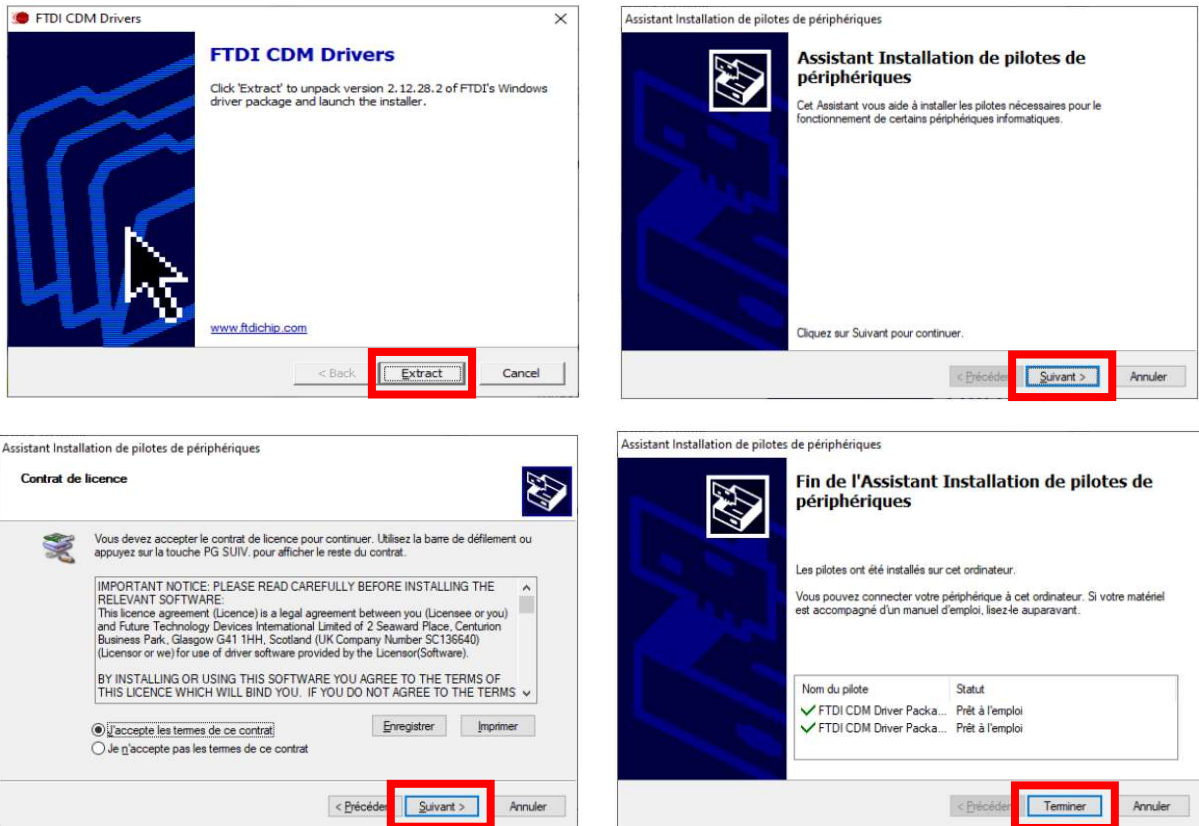 FTDI CDM Drivers
FTDI CDM Drivers
Click 'Extract' to unpack version 2.12.28.2 of FTDI's Windows
driver package and launch the installer.
www.ftdichip.com
< Back
Extract
Cancel
Assistant Installation de pilotes de périphériques
Assistant Installation de pilotes de
périphériques
Cet Assistant vous aide à installer les pilotes nécessaires pour le
fonctionnement de certains périphériques informatiques.
Cliquez sur Suivant pour continuer.
< Précéden
Suivant >
Annuler
Assistant Installation de pilotes de périphériques
Contrat de licence
Vous devez accepter le contrat de licence pour continuer. Utilisez la barre de défilement ou
appuyez sur la touche PG SUIV. pour afficher le reste du contrat.
IMPORTANT NOTICE: PLEASE READ CAREFULLY BEFORE INSTALLING THE
RELEVANT SOFTWARE:
This licence agreement (Licence) is a legal agreement between you (Licensee or you)
and Future Technology Devices International Limited of 2 Seaward Place, Centurion
Business Park, Glasgow G41 1HH, Scotland (UK Company Number SC136640)
(Licensor or we) for use of driver software provided by the Licensor(Software).
BY INSTALLING OR USING THIS SOFTWARE YOU AGREE TO THE TERMS OF
THIS LICENCE WHICH WILL BIND YOU. IF YOU DO NOT AGREE TO THE TERMS
J'accepte les termes de ce contrat
Je n'accepte pas les termes de ce contrat
Enregistrer
Imprimer
< Précéden
Suivant >
Annuler
Assistant Installation de pilotes de périphériques
Fin de l'Assistant Installation de pilotes de
périphériques
Les pilotes ont été installés sur cet ordinateur.
Vous pouvez connecter votre périphérique à cet ordinateur. Si votre matériel
est accompagné d'un manuel d'emploi, lisez-le auparavant.
Nom du pilote Statut
FTDI CDM Driver Packa... Prêt à l'emploi
FTDI CDM Driver Packa... Prêt à l'emploi
< Précéden
Terminer
Annuler